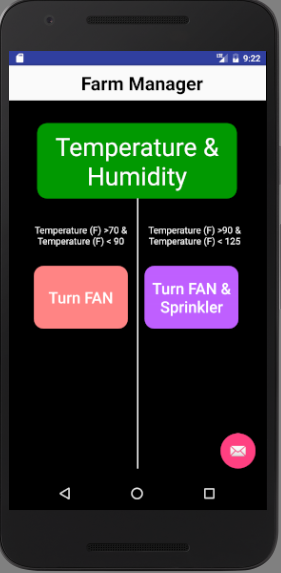 9:22
Farm Manager
Temperature &
Humidity
Temperature (F) >70 &
Temperature (F) < 90
Temperature (F) >90 &
Temperature (F) < 125
Turn FAN
Turn FAN &
Sprinkler